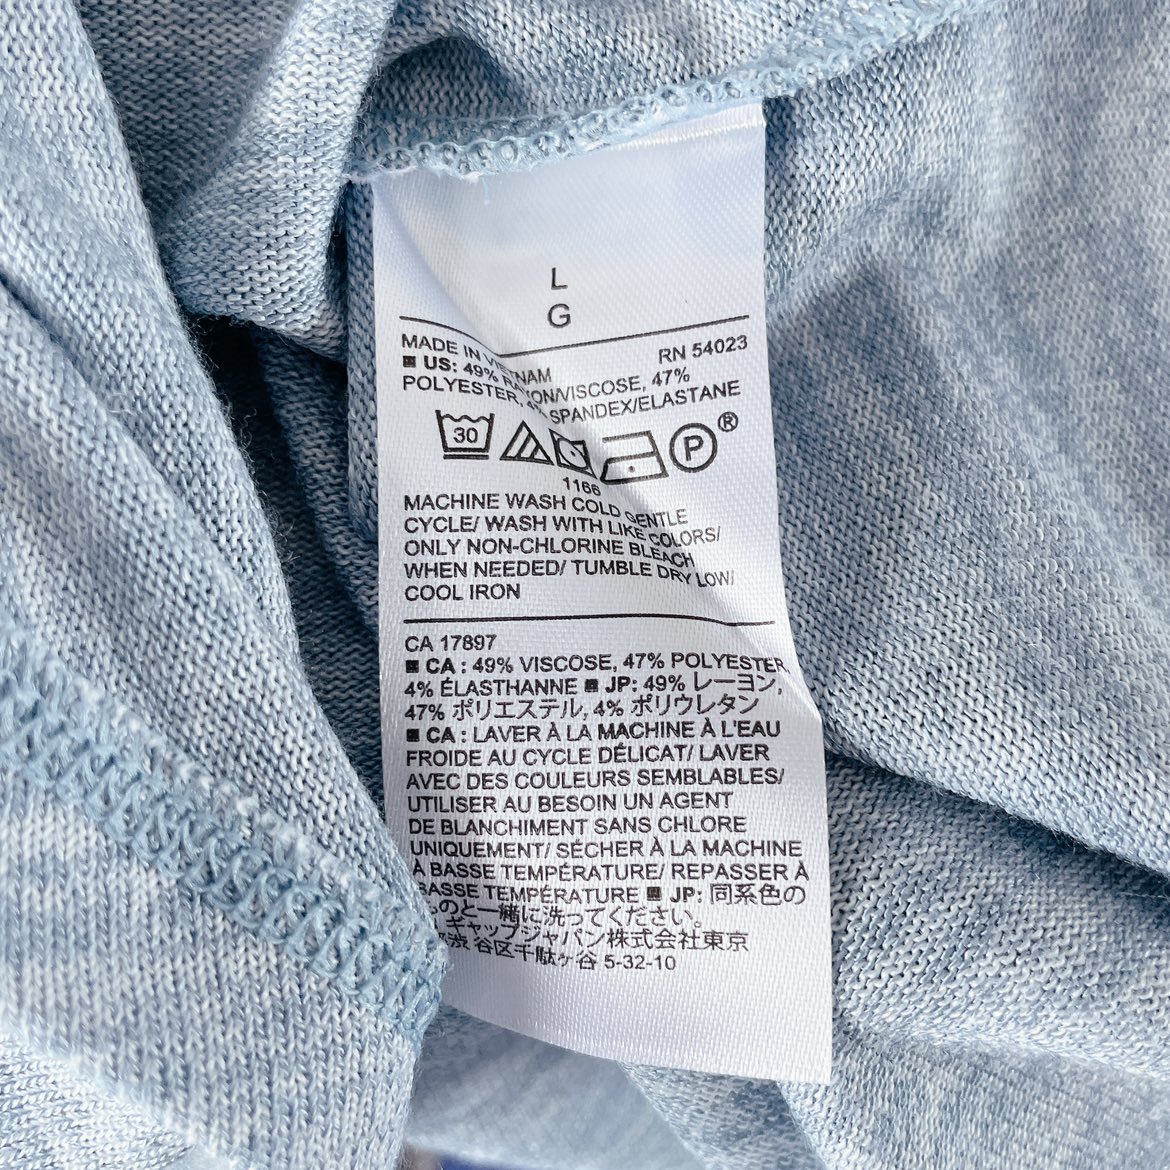 L
G
MADE IN VIETNAM RN 54023
US: 49% RAYON/VISCOSE, 47%
POLYESTER, 4% SPANDEX/ELASTANE
30 P®
1166
MACHINE WASH COLD GENTLE
CYCLE/ WASH WITH LIKE COLORS/
ONLY NON-CHLORINE BLEACH
WHEN NEEDED/ TUMBLE DRY LOW/
COOL IRON
CA 17897
■ CA : 49% VISCOSE, 47% POLYESTER,
4% ÉLASTHANNE ■ JP: 49% レーヨン,
47% ポリエステル, 4% ポリウレタン
■ CA : LAVER À LA MACHINE À L'EAU
FROIDE AU CYCLE DÉLICAT/ LAVER
AVEC DES COULEURS SEMBLABLES/
UTILISER AU BESOIN UN AGENT
DE BLANCHIMENT SANS CHLORE
UNIQUEMENT/ SÉCHER À LA MACHINE
À BASSE TEMPÉRATURE/ REPASSER À
BASSE TEMPÉRATURE ■ JP: 同系色の
ものと一緒に洗ってください。
ギャップジャパン株式会社東京
渋谷区千駄ヶ谷 5-32-10